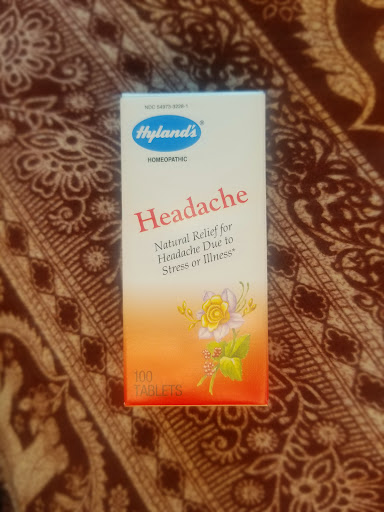 Hyland's®
HOMEOPATHIC
Headache
Natural Relief for
Headache Due to
Stress or Illness*
100
TABLETS